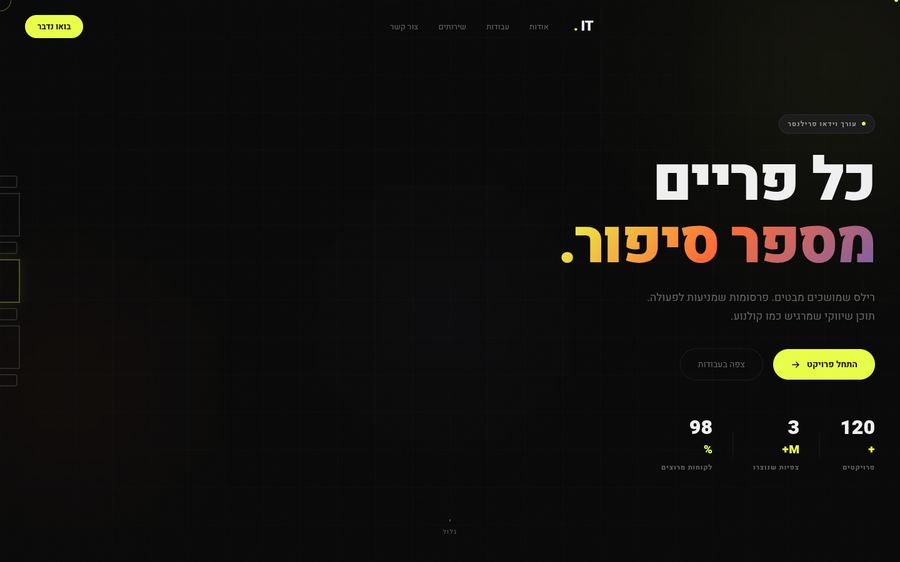 IT.
אודות
עבודות
שירותים
צור קשר
בואו נדבר
עורך וידאו פרילנסר
כל פריים
מספר סיפור.
רילס שמושכים מבטים. פרסומות שמניעות לפעולה.
תוכן שיווקי שמרגיש כמו קולנוע.
התחל פרויקט →
צפה בעבודות
120
+
פרויקטים
3
M+
צפיות שנוצרו
98
%
לקוחות מרוצים
גלול